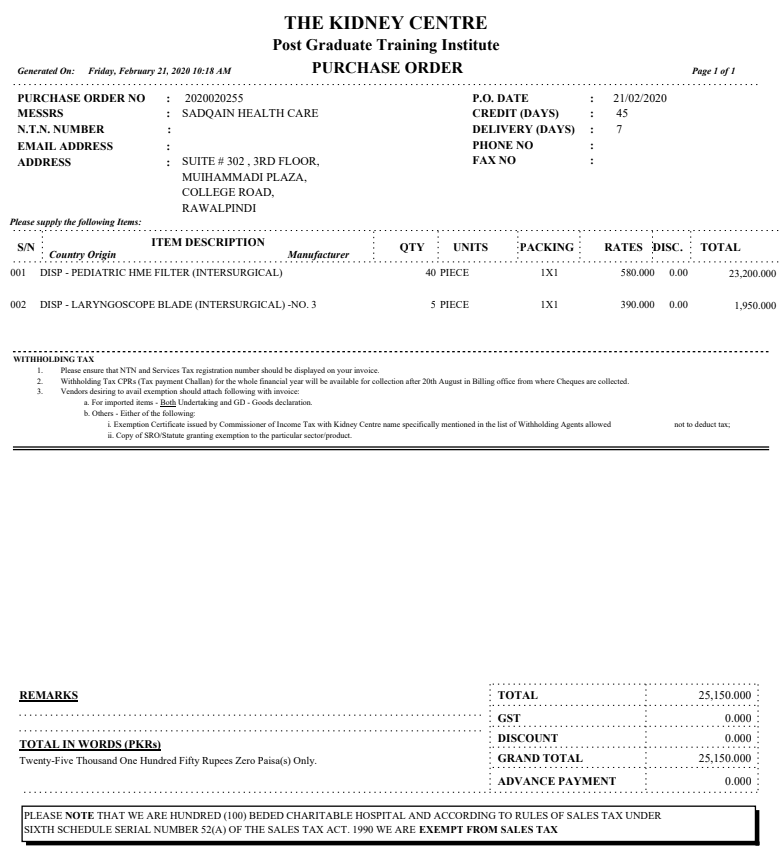 THE KIDNEY CENTRE
Post Graduate Training Institute
Generated On: Friday, February 21, 2020 10:18 AM PURCHASE ORDER Page 1 of 1
PURCHASE ORDER NO : 2020020255 P.O. DATE : 21/02/2020
MESSRS : SADQAIN HEALTH CARE CREDIT (DAYS) : 45
N.T.N. NUMBER : DELIVERY (DAYS) : 7
EMAIL ADDRESS : PHONE NO :
ADDRESS : SUITE # 302 , 3RD FLOOR, FAX NO :
MUIHAMMADI PLAZA,
COLLEGE ROAD,
RAWALPINDI
Please supply the following Items:
S/N ITEM DESCRIPTION QTY UNITS PACKING RATES DISC. TOTAL
Country Origin Manufacturer
001 DISP - PEDIATRIC HME FILTER (INTERSURGICAL) 40 PIECE 1X1 580.000 0.00 23,200.000
002 DISP - LARYNGOSCOPE BLADE (INTERSURGICAL) -NO. 3 5 PIECE 1X1 390.000 0.00 1,950.000
WITHHOLDING TAX
1. Please ensure that NTN and Services Tax registration number should be displayed on your invoice.
2. Withholding Tax CPRs (Tax payment Challan) for the whole financial year will be available for collection after 20th August in Billing office from where Cheques are collected.
3. Vendors desiring to avail exemption should attach following with invoice:
a. For imported items - Both Undertaking and GD - Goods declaration.
b. Others - Either of the following:
i. Exemption Certificate issued by Commissioner of Income Tax with Kidney Centre name specifically mentioned in the list of Withholding Agents allowed not to deduct tax;
ii. Copy of SRO/Statute granting exemption to the particular sector/product.
REMARKS TOTAL 25,150.000
GST 0.000
DISCOUNT 0.000
TOTAL IN WORDS (PKRs)
Twenty-Five Thousand One Hundred Fifty Rupees Zero Paisa(s) Only. GRAND TOTAL 25,150.000
ADVANCE PAYMENT 0.000
PLEASE NOTE THAT WE ARE HUNDRED (100) BEDED CHARITABLE HOSPITAL AND ACCORDING TO RULES OF SALES TAX UNDER
SIXTH SCHEDULE SERIAL NUMBER 52(A) OF THE SALES TAX ACT. 1990 WE ARE EXEMPT FROM SALES TAX